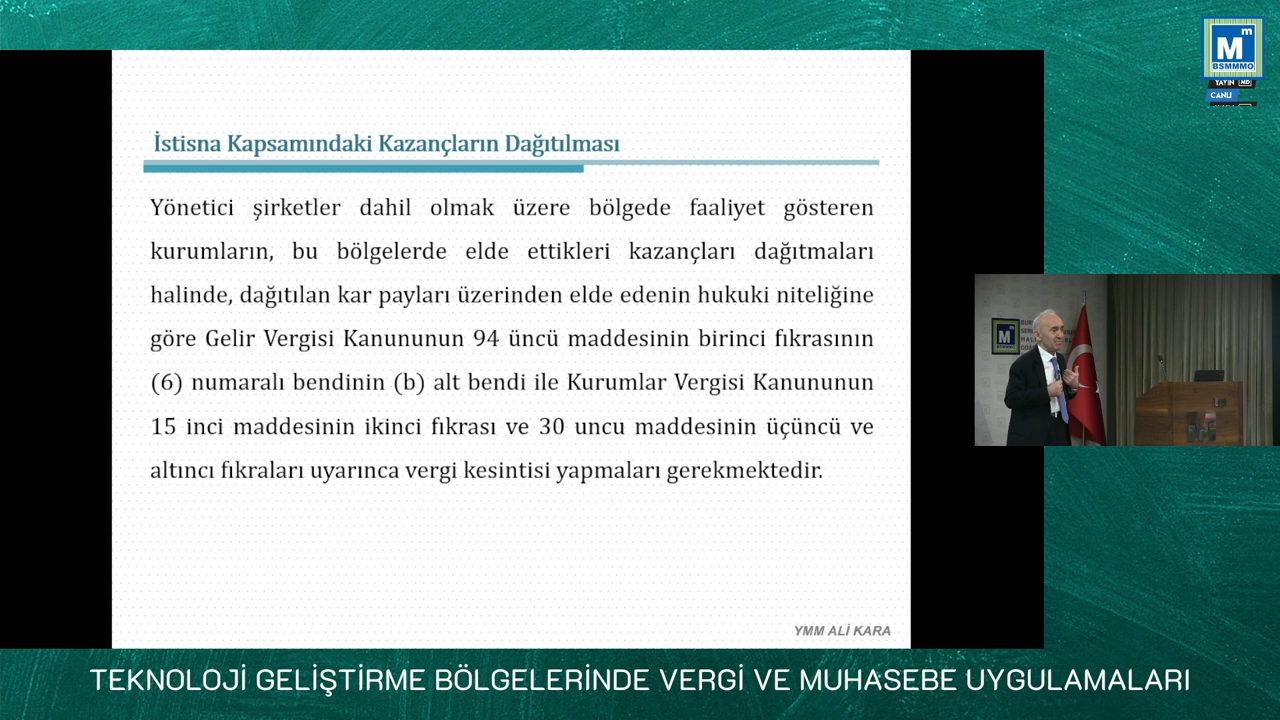 M
m
BSMMMO
YAYIN HD
CANLI
İstisna Kapsamındaki Kazançların Dağıtılması
Yönetici şirketler dahil olmak üzere bölgede faaliyet gösteren
kurumların, bu bölgelerde elde ettikleri kazançları dağıtmaları
halinde, dağıtılan kar payları üzerinden elde edenin hukuki niteliğine
göre Gelir Vergisi Kanununun 94 üncü maddesinin birinci fıkrasının
(6) numaralı bendinin (b) alt bendi ile Kurumlar Vergisi Kanununun
15 inci maddesinin ikinci fıkrası ve 30 uncu maddesinin üçüncü ve
altıncı fıkraları uyarınca vergi kesintisi yapmaları gerekmektedir.
YMM ALİ KARA
TEKNOLOJİ GELİŞTİRME BÖLGELERİNDE VERGİ VE MUHASEBE UYGULAMALARI